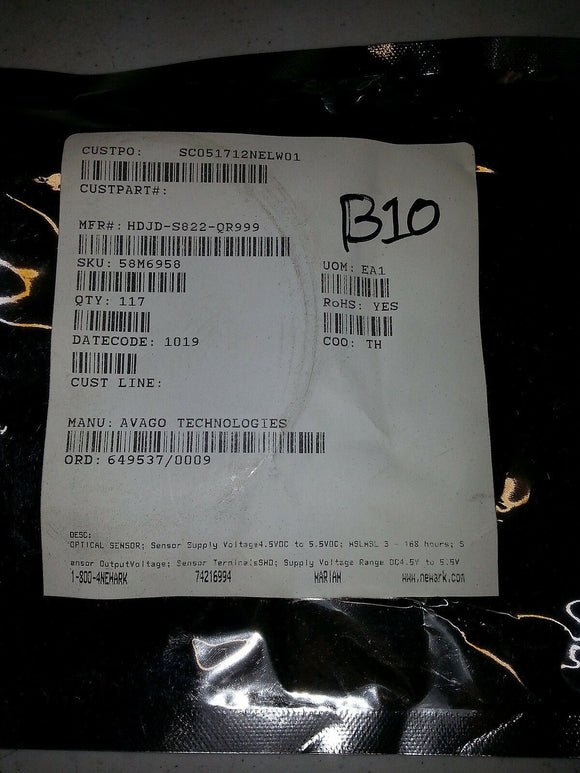 CUSTPO: SC051712NELW01
CUSTPART#:
B10
MFR#: HDJD-S822-QR999
SKU: 58M6958
UOM: EA1
QTY: 117
ROHS: YES
DATECODE: 1019
COO: TH
CUST LINE:
MANU: AVAGO TECHNOLOGIES
ORD: 649537/0009
DESC:
OPTICAL SENSOR; Sensor Supply Voltage4.5VDC to 5.5VDC; MSLMSL 3 - 168 hours; S
ensor OutputVoltage; Sensor TerminalsSMD; Supply Voltage Range DC4.5V to 5.5V
1-800-4NEWARK 74216994 MARIAM www.newark.com